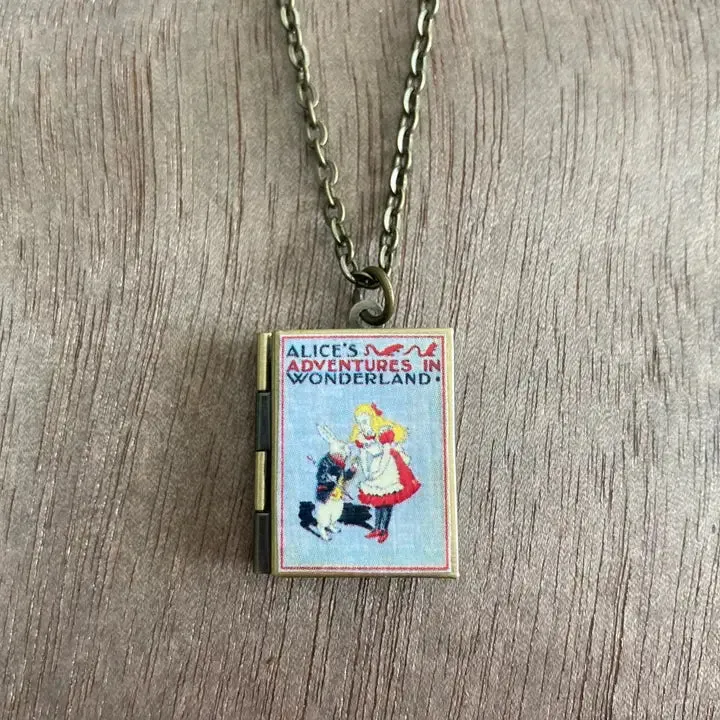 ALICE'S
ADVENTURES IN
WONDERLAND •